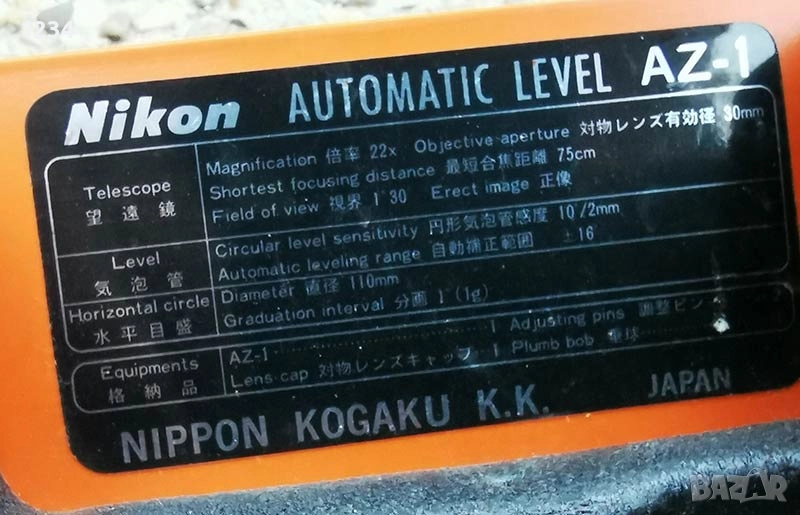 Nikon AUTOMATIC LEVEL AZ-1
Telescope
望遠鏡
Magnification 倍率 22x Objective aperture 対物レンズ有効径 30mm
Shortest focusing distance 最短合焦距離 75cm
Field of view 視界 1°30′ Erect image 正像
Level
気泡管
Circular level sensitivity 円形気泡管感度 10′/2mm
Automatic leveling range 自動補正範囲 ±16′
Horizontal circle
水平目盛
Diameter 直径 110mm
Graduation interval 分画 1°(1g)
Equipments
格納品
AZ-1 1 Adjusting pins 調整ピン 2
Lens cap 対物レンズキャップ 1 Plumb bob 垂球
NIPPON KOGAKU K.K. JAPAN
BAZAR